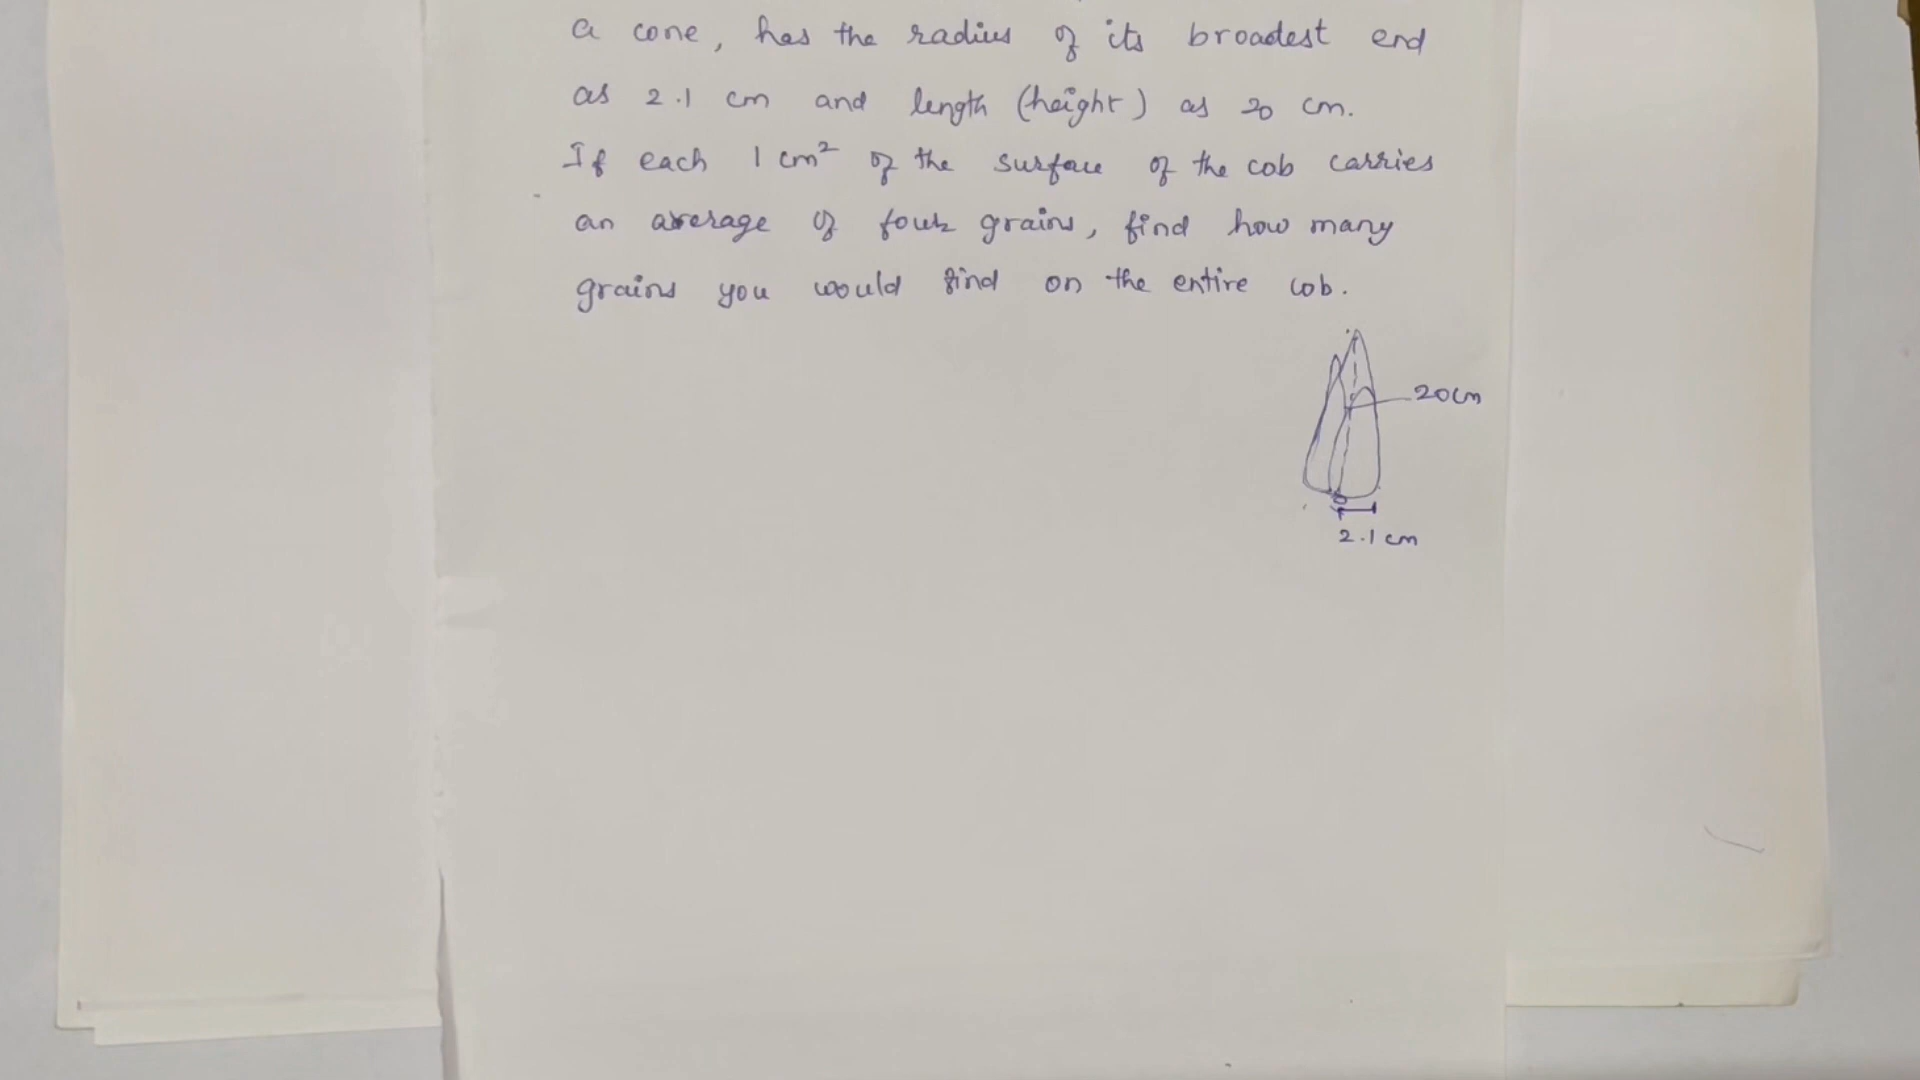 a cone, has the radius of its broadest end
as 2.1 cm and length (height) as 20 cm.
If each 1 cm² of the surface of the cob carries
an average of four grains, find how many
grains you would find on the entire cob.
20cm
2.1 cm